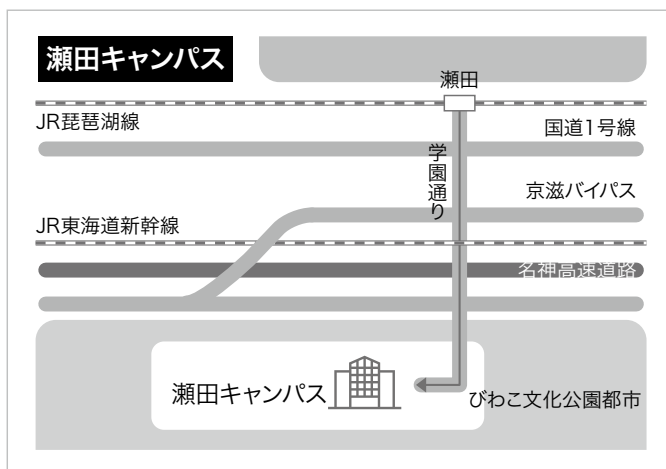 瀬田キャンパス
瀬田
JR琵琶湖線
国道1号線
学園通り
京滋バイパス
JR東海道新幹線
名神高速道路
瀬田キャンパス
びわこ文化公園都市